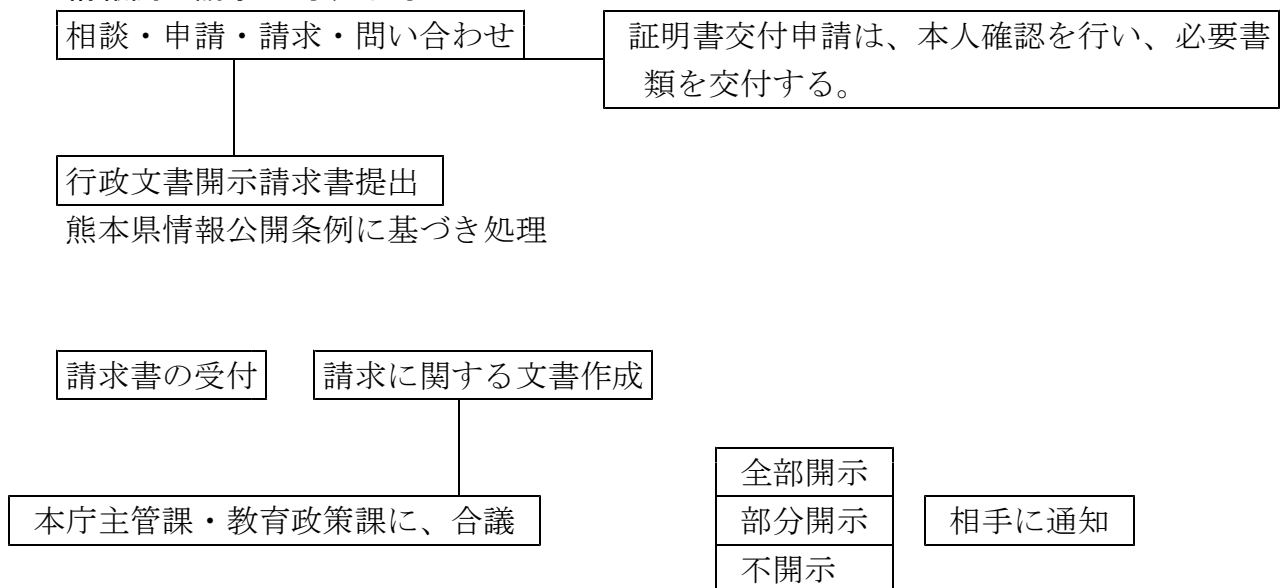 相談・申請・請求・問い合わせ
証明書交付申請は、本人確認を行い、必要書
類を交付する。
行政文書開示請求書提出
熊本県情報公開条例に基づき処理
請求書の受付
請求に関する文書作成
全部開示
本庁主管課・教育政策課に、合議
部分開示
相手に通知
不開示